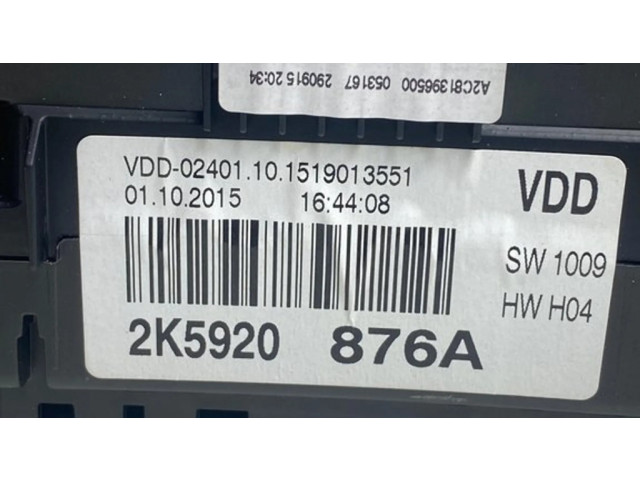 A2C81396500 053167 290915 20:34
VDD-02401.10.1519013551
01.10.2015 16:44:08
VDD
SW 1009
HW H04
2K5920 876A